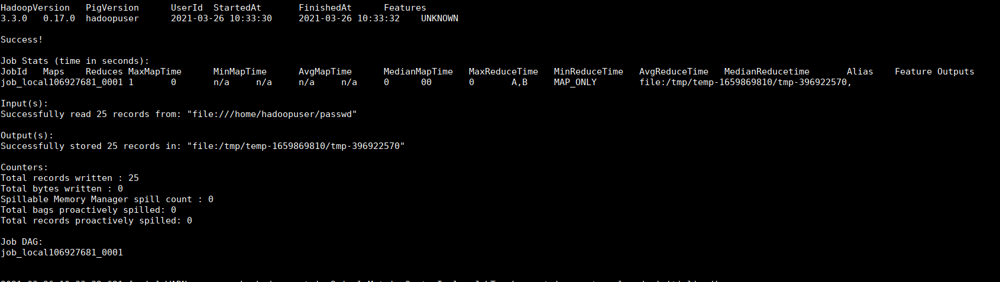 HadoopVersion PigVersion UserId StartedAt FinishedAt Features
3.3.0 0.17.0 hadoopuser 2021-03-26 10:33:30 2021-03-26 10:33:32 UNKNOWN
Success!
Job Stats (time in seconds):
JobId Maps Reduces MaxMapTime MinMapTime AvgMapTime MedianMapTime MaxReduceTime MinReduceTime AvgReduceTime MedianReducetime Alias Feature Outputs
job_local106927681_0001 1 0 n/a n/a n/a n/a 0 00 0 A,B MAP_ONLY file:/tmp/temp-1659869810/tmp-396922570,
Input(s):
Successfully read 25 records from: "file:///home/hadoopuser/passwd"
Output(s):
Successfully stored 25 records in: "file:/tmp/temp-1659869810/tmp-396922570"
Counters:
Total records written : 25
Total bytes written : 0
Spillable Memory Manager spill count : 0
Total bags proactively spilled: 0
Total records proactively spilled: 0
Job DAG:
job_local106927681_0001